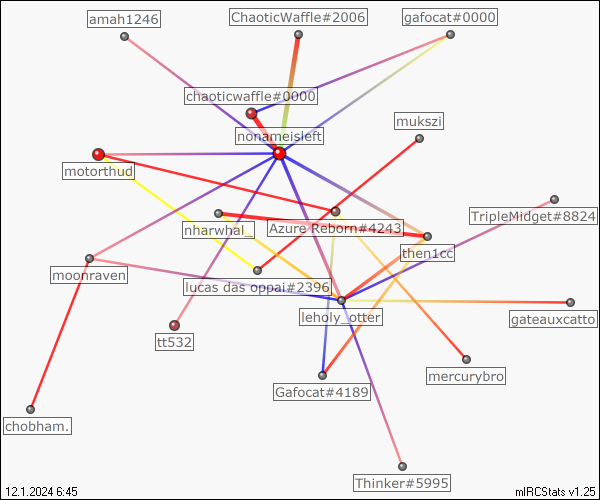 amah1246
ChaoticWaffle#2006
gafocat#0000
chaoticwaffle#0000
mukszi
nonameisleft
motorthud
TripleMidget#8824
nharwhal_
Azure Reborn#4243
then1cc
moonraven
lucas das oppai#2396
leholy_otter
gateauxcatto
tt532
mercurybro
Gafocat#4189
chobham.
Thinker#5995
12.1.2024 6:45
mIRCStats v1.25